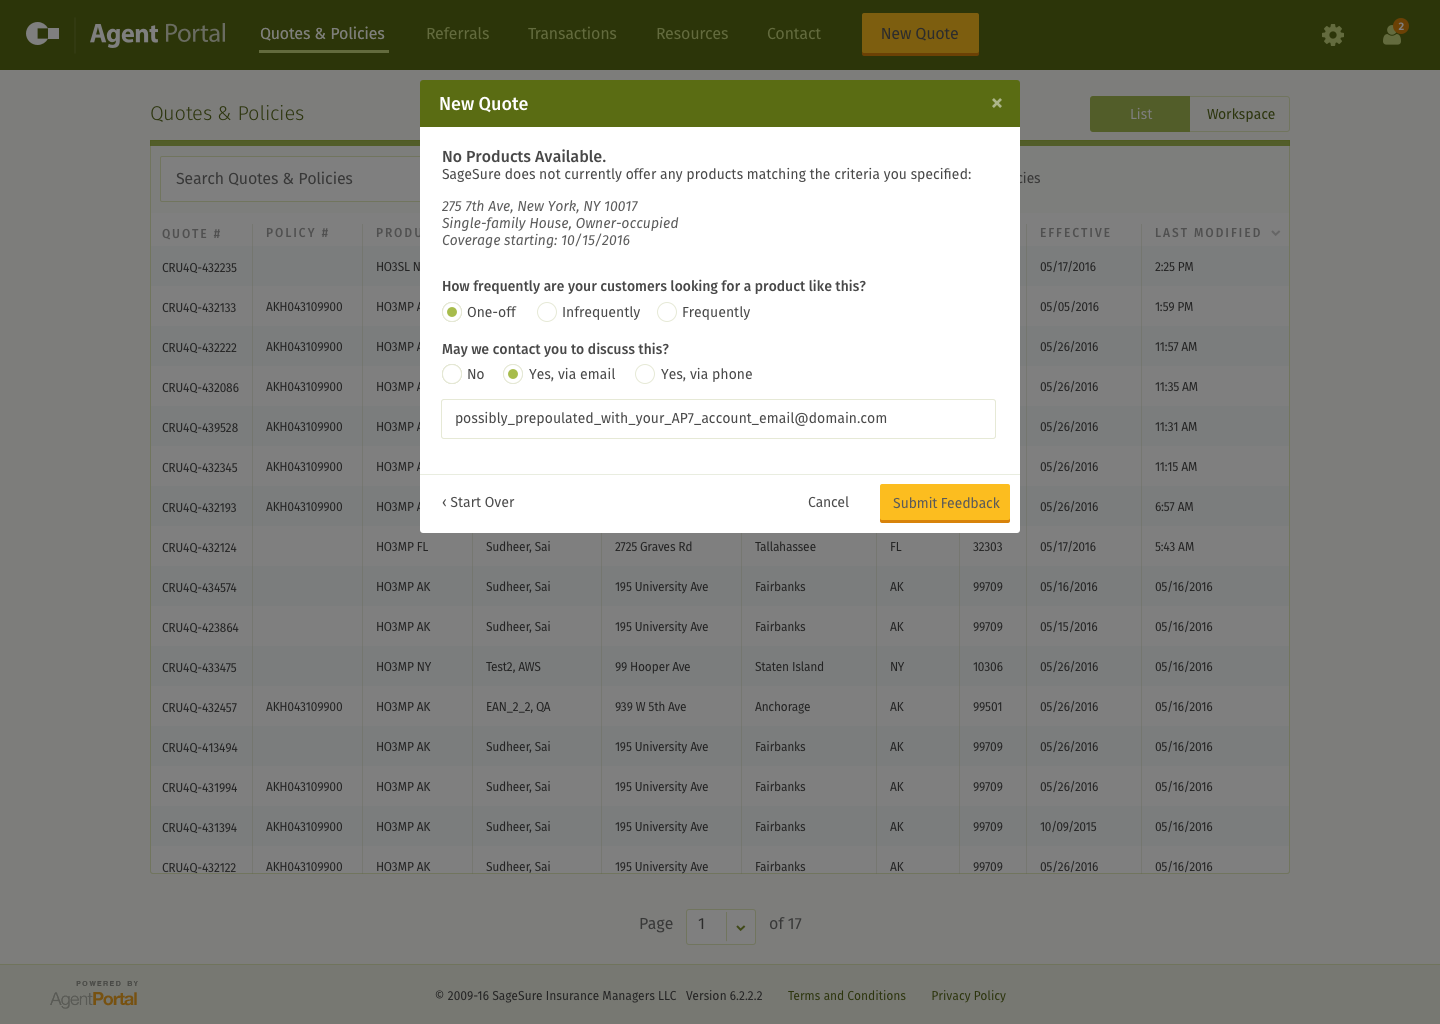 Agent Portal
Quotes & Policies
Referrals
Transactions
Resources
Contact
New Quote
2
Quotes & Policies
List
Workspace
Search Quotes & Policies
New Quote
×
No Products Available.
SageSure does not currently offer any products matching the criteria you specified:
275 7th Ave, New York, NY 10017
Single-family House, Owner-occupied
Coverage starting: 10/15/2016
How frequently are your customers looking for a product like this?
One-off Infrequently Frequently
May we contact you to discuss this?
No Yes, via email Yes, via phone
possibly_prepoulated_with_your_AP7_account_email@domain.com
‹ Start Over
Cancel
Submit Feedback
QUOTE # POLICY # EFFECTIVE LAST MODIFIED
CRU4Q-432235 HO3SL 05/17/2016 2:25 PM
CRU4Q-432133 AKH043109900 HO3MP 05/05/2016 1:59 PM
CRU4Q-432222 AKH043109900 HO3MP 05/26/2016 11:57 AM
CRU4Q-432086 AKH043109900 HO3MP 05/26/2016 11:35 AM
CRU4Q-439528 AKH043109900 HO3MP 05/26/2016 11:31 AM
CRU4Q-432345 AKH043109900 HO3MP 05/26/2016 11:15 AM
CRU4Q-432193 AKH043109900 HO3MP 05/26/2016 6:57 AM
CRU4Q-432124 HO3MP FL Sudheer, Sai 2725 Graves Rd Tallahassee FL 32303 05/17/2016 5:43 AM
CRU4Q-434574 HO3MP AK Sudheer, Sai 195 University Ave Fairbanks AK 99709 05/16/2016 05/16/2016
CRU4Q-423864 HO3MP AK Sudheer, Sai 195 University Ave Fairbanks AK 99709 05/15/2016 05/16/2016
CRU4Q-433475 HO3MP NY Test2, AWS 99 Hooper Ave Staten Island NY 10306 05/26/2016 05/16/2016
CRU4Q-432457 AKH043109900 HO3MP AK EAN_2_2, QA 939 W 5th Ave Anchorage AK 99501 05/26/2016 05/16/2016
CRU4Q-413494 HO3MP AK Sudheer, Sai 195 University Ave Fairbanks AK 99709 05/26/2016 05/16/2016
CRU4Q-431994 AKH043109900 HO3MP AK Sudheer, Sai 195 University Ave Fairbanks AK 99709 05/26/2016 05/16/2016
CRU4Q-431394 AKH043109900 HO3MP AK Sudheer, Sai 195 University Ave Fairbanks AK 99709 10/09/2015 05/16/2016
CRU4Q-432122 AKH043109900 HO3MP AK Sudheer, Sai 195 University Ave Fairbanks AK 99709 05/26/2016 05/16/2016
Page 1 of 17
POWERED BY
AgentPortal
© 2009-16 SageSure Insurance Managers LLC Version 6.2.2.2 Terms and Conditions Privacy Policy